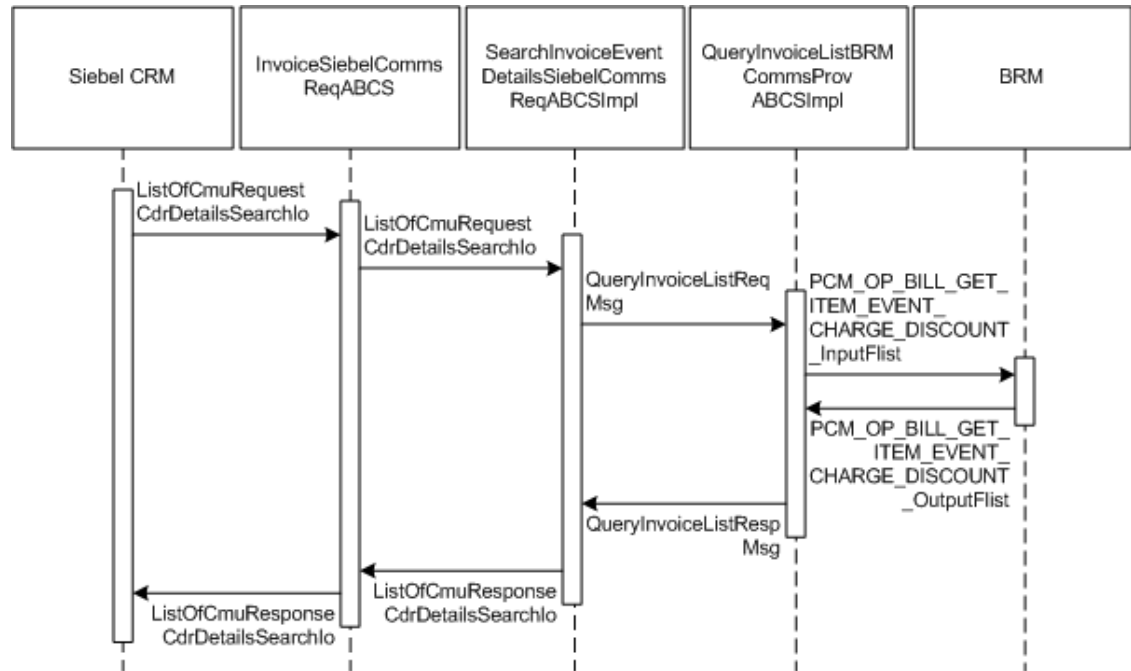 Siebel CRM
InvoiceSiebelComms
ReqABCS
SearchInvoiceEvent
DetailsSiebelComms
ReqABCSImpl
QueryInvoiceListBRM
CommsProv
ABCSImpl
BRM
ListOfCmuRequest
CdrDetailsSearchIo
ListOfCmuRequest
CdrDetailsSearchIo
QueryInvoiceListReq
Msg
PCM_OP_BILL_GET_
ITEM_EVENT_
CHARGE_DISCOUNT
_InputFlist
PCM_OP_BILL_GET_
ITEM_EVENT_
CHARGE_DISCOUNT
_OutputFlist
QueryInvoiceListResp
Msg
ListOfCmuResponse
CdrDetailsSearchIo
ListOfCmuResponse
CdrDetailsSearchIo